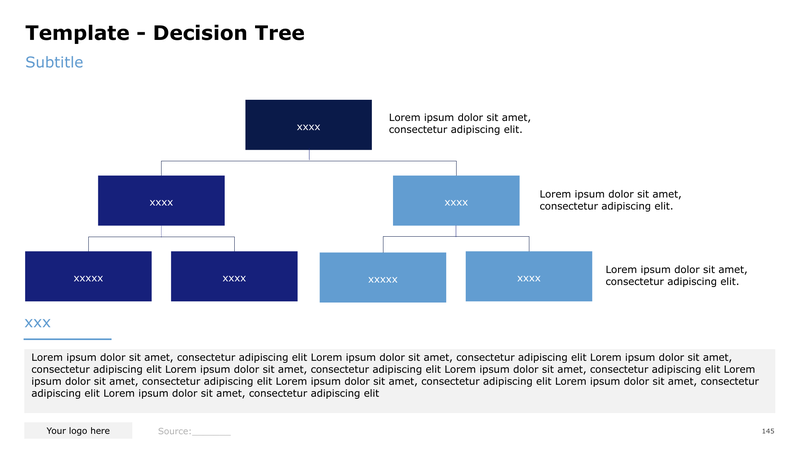 Template - Decision Tree
Subtitle
xxxx
Lorem ipsum dolor sit amet,
consectetur adipiscing elit.
xxxx
xxxx
Lorem ipsum dolor sit amet,
consectetur adipiscing elit.
xxxxx
xxxx
xxxxx
xxxx
Lorem ipsum dolor sit amet,
consectetur adipiscing elit.
xxx
Lorem ipsum dolor sit amet, consectetur adipiscing elit Lorem ipsum dolor sit amet, consectetur adipiscing elit Lorem ipsum dolor sit amet,
consectetur adipiscing elit Lorem ipsum dolor sit amet, consectetur adipiscing elit Lorem ipsum dolor sit amet, consectetur adipiscing elit Lorem
ipsum dolor sit amet, consectetur adipiscing elit Lorem ipsum dolor sit amet, consectetur adipiscing elit Lorem ipsum dolor sit amet, consectetur
adipiscing elit Lorem ipsum dolor sit amet, consectetur adipiscing elit
Your logo here
Source:_______
145